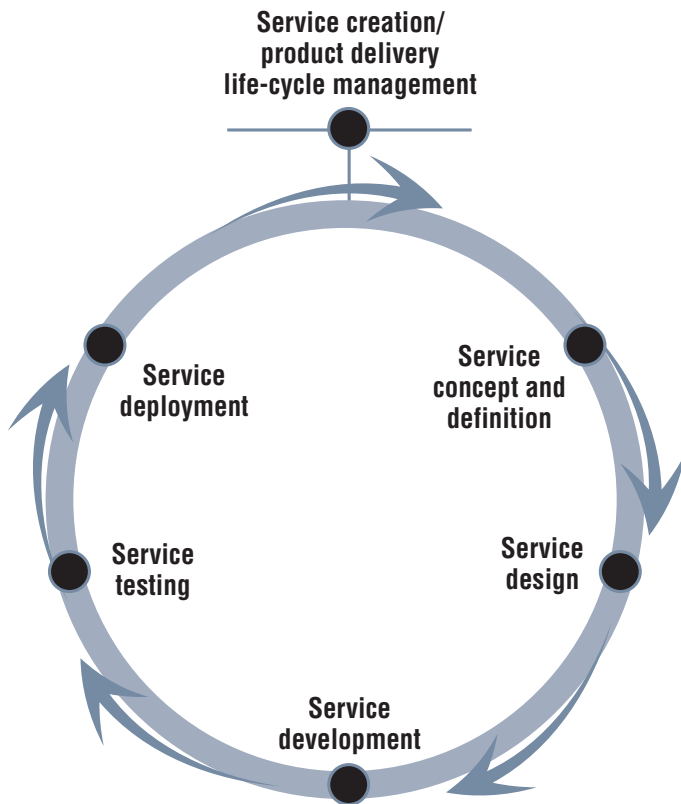 Service creation/
product delivery
life-cycle management
Service
concept and
definition
Service
design
Service
development
Service
testing
Service
deployment